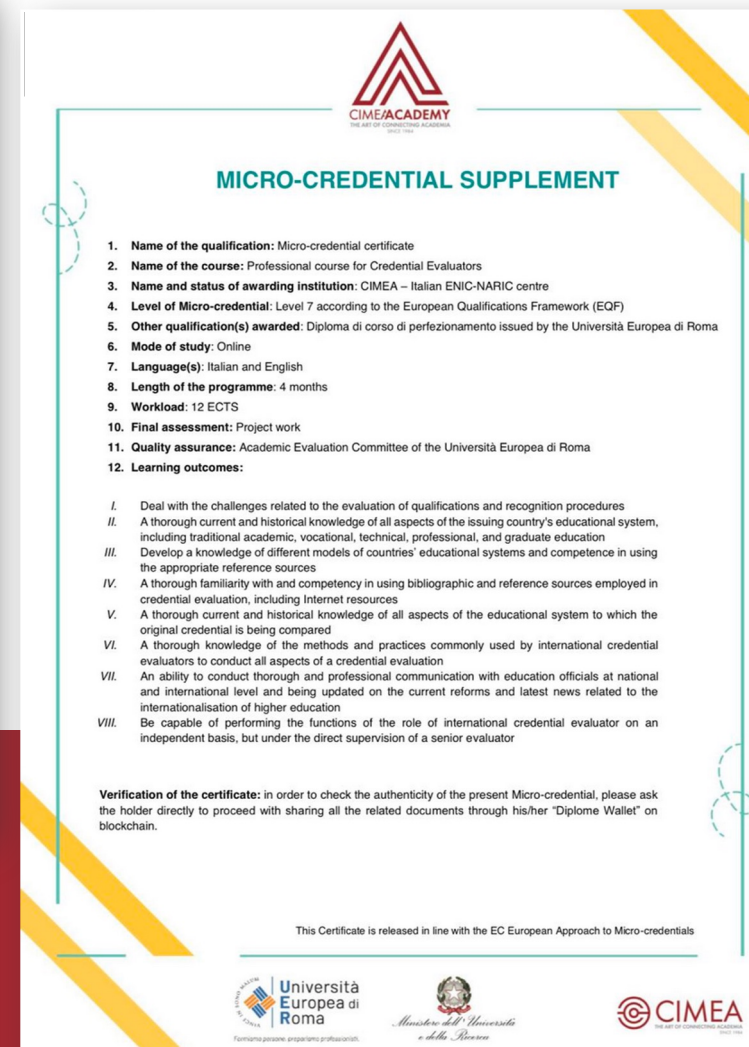 CIMEACADEMY
THE ART OF CONNECTING ACADEMIA
SINCE 1984
MICRO-CREDENTIAL SUPPLEMENT
1. Name of the qualification: Micro-credential certificate
2. Name of the course: Professional course for Credential Evaluators
3. Name and status of awarding institution: CIMEA – Italian ENIC-NARIC centre
4. Level of Micro-credential: Level 7 according to the European Qualifications Framework (EQF)
5. Other qualification(s) awarded: Diploma di corso di perfezionamento issued by the Università Europea di Roma
6. Mode of study: Online
7. Language(s): Italian and English
8. Length of the programme: 4 months
9. Workload: 12 ECTS
10. Final assessment: Project work
11. Quality assurance: Academic Evaluation Committee of the Università Europea di Roma
12. Learning outcomes:
I. Deal with the challenges related to the evaluation of qualifications and recognition procedures
II. A thorough current and historical knowledge of all aspects of the issuing country's educational system,
including traditional academic, vocational, technical, professional, and graduate education
III. Develop a knowledge of different models of countries' educational systems and competence in using
the appropriate reference sources
IV. A thorough familiarity with and competency in using bibliographic and reference sources employed in
credential evaluation, including Internet resources
V. A thorough current and historical knowledge of all aspects of the educational system to which the
original credential is being compared
VI. A thorough knowledge of the methods and practices commonly used by international credential
evaluators to conduct all aspects of a credential evaluation
VII. An ability to conduct thorough and professional communication with education officials at national
and international level and being updated on the current reforms and latest news related to the
internationalisation of higher education
VIII. Be capable of performing the functions of the role of international credential evaluator on an
independent basis, but under the direct supervision of a senior evaluator
Verification of the certificate: in order to check the authenticity of the present Micro-credential, please ask
the holder directly to proceed with sharing all the related documents through his/her “Diplome Wallet” on
blockchain.
This Certificate is released in line with the EC European Approach to Micro-credentials
VINCE IN BONO MALUM
Università
Europea di
Roma
Formiamo persone, prepariamo professionisti.
Ministero dell'Università
e della Ricerca
CIMEA
THE ART OF CONNECTING ACADEMIA
SINCE 1984